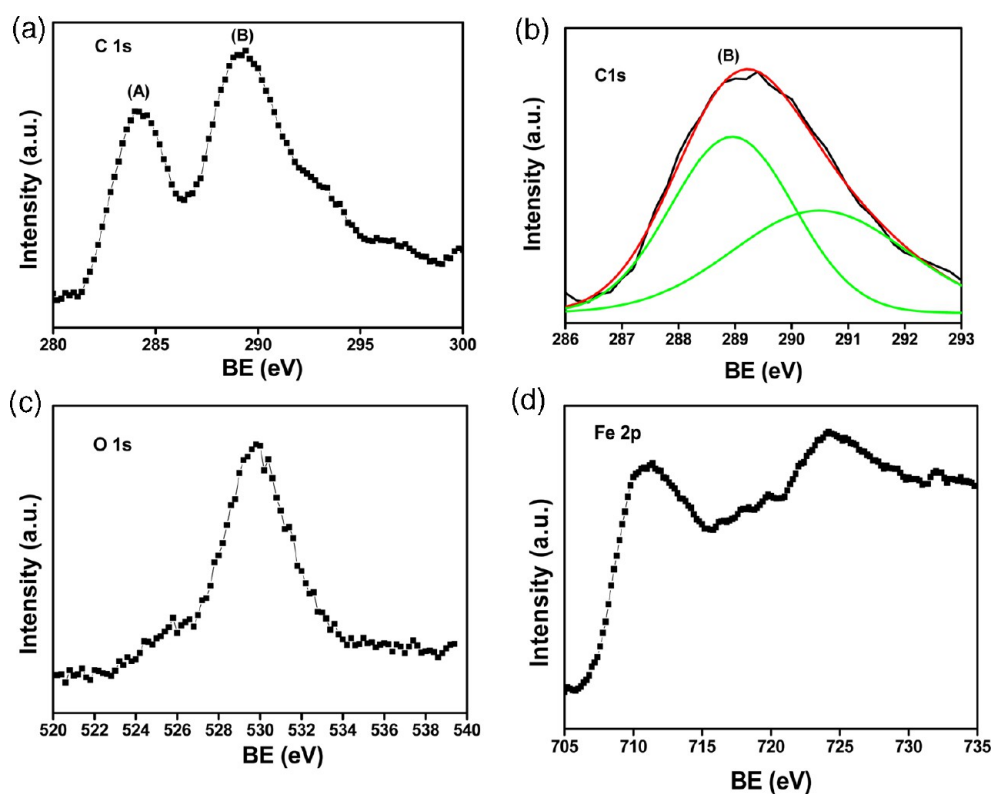 (a)
C 1s
(A)
(B)
Intensity (a.u.)
280 285 290 295 300
BE (eV)
(b)
C1s
(B)
Intensity (a.u.)
286 287 288 289 290 291 292 293
BE (eV)
(c)
O 1s
Intensity (a.u.)
520 522 524 526 528 530 532 534 536 538 540
BE (eV)
(d)
Fe 2p
Intensity (a.u.)
705 710 715 720 725 730 735
BE (eV)